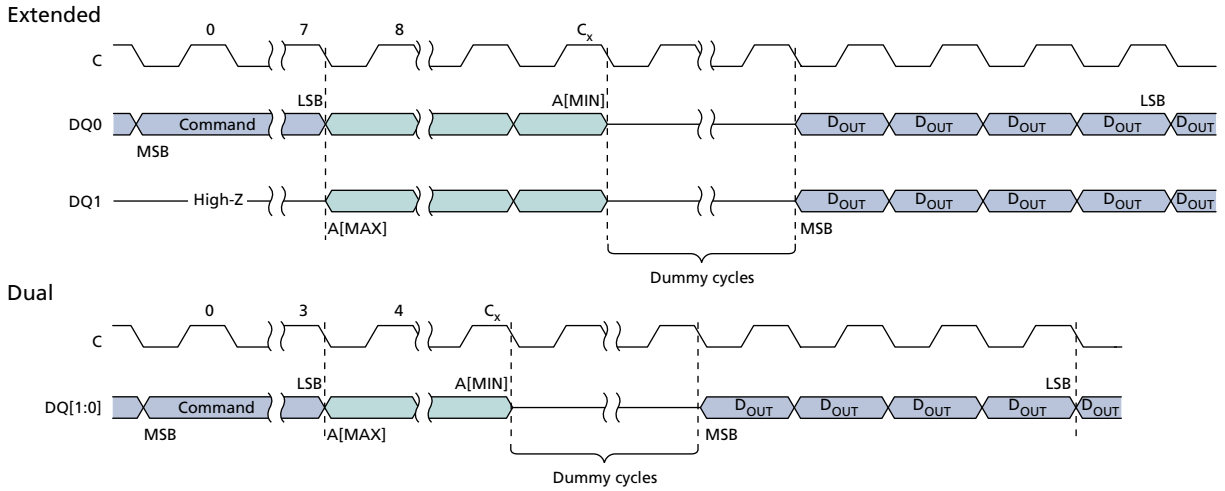 Extended
0 7 8 Cx
C
LSB A[MIN] LSB
DQ0 Command DOUT DOUT DOUT DOUT DOUT
MSB
DQ1 High-Z DOUT DOUT DOUT DOUT DOUT
A[MAX] MSB
Dummy cycles
Dual
0 3 4 Cx
C
LSB A[MIN] LSB
DQ[1:0] Command DOUT DOUT DOUT DOUT DOUT
MSB A[MAX] MSB
Dummy cycles